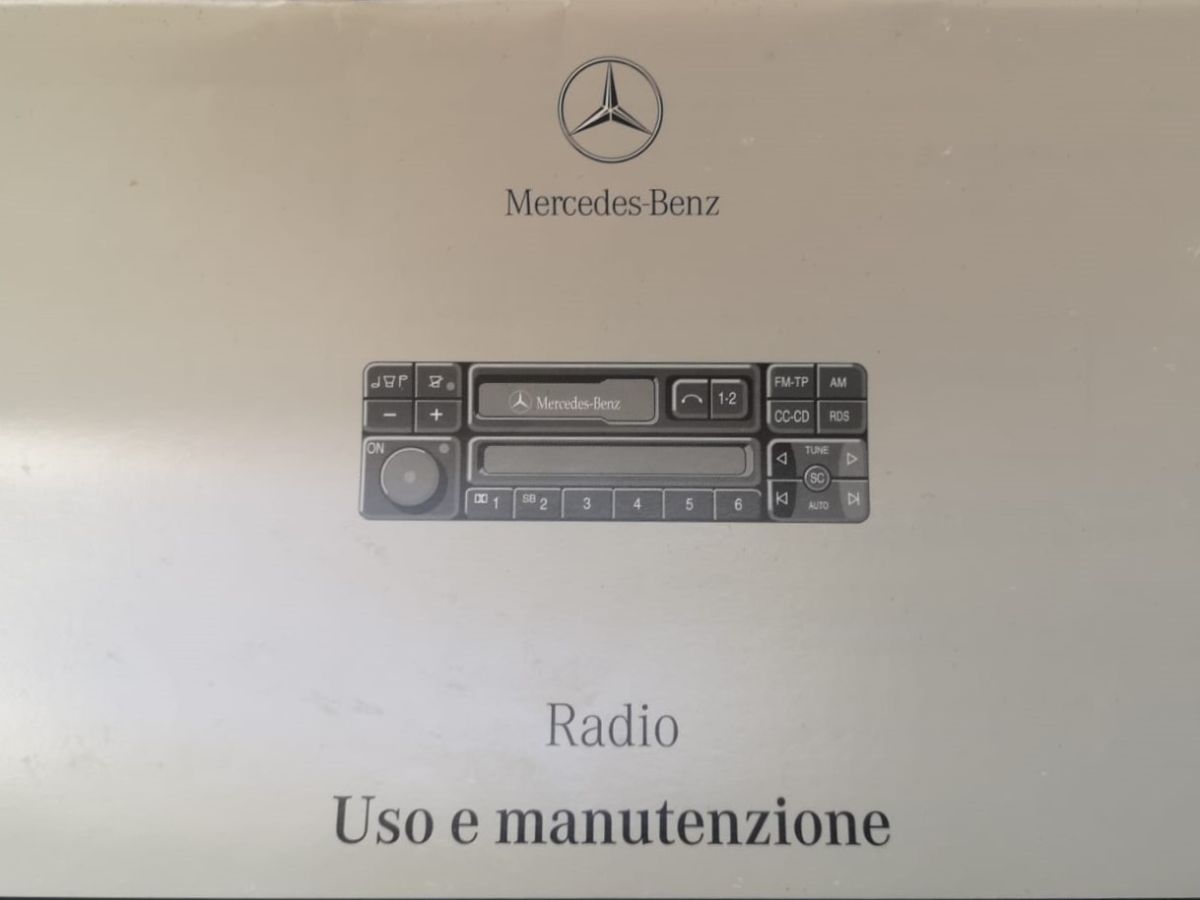 Mercedes-Benz
FM-TP AM
Mercedes-Benz 1·2
− + CC-CD RDS
ON TUNE
SC
1 SB 2 3 4 5 6 AUTO
Radio
Uso e manutenzione